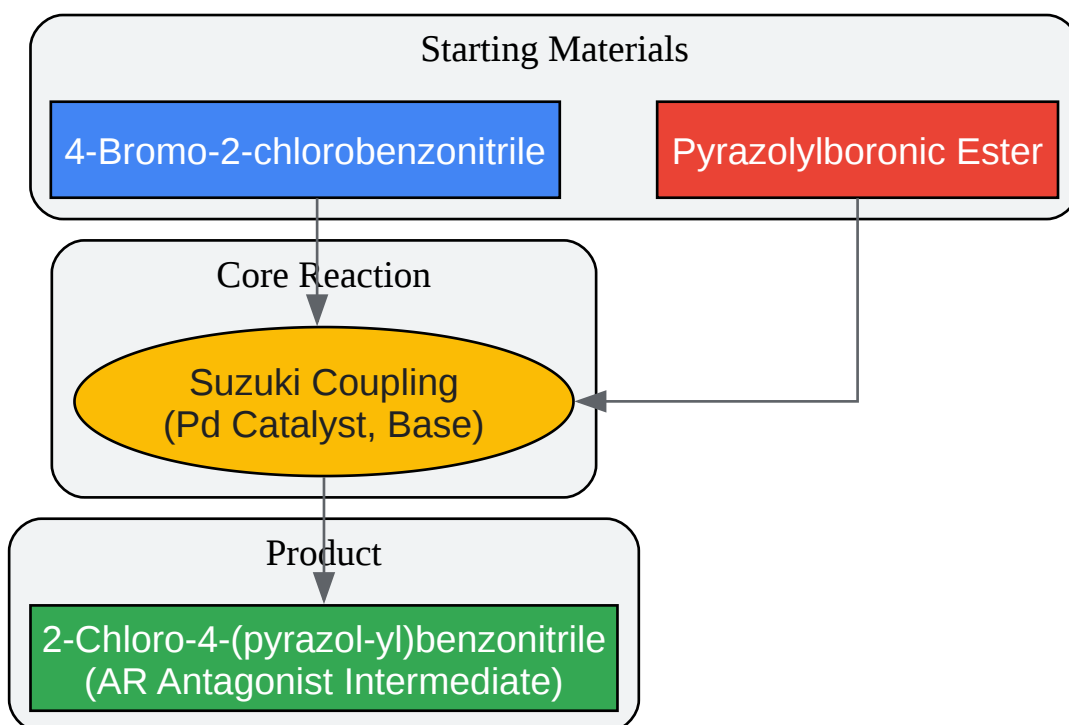 Starting Materials
4-Bromo-2-chlorobenzonitrile
Pyrazolylboronic Ester
Core Reaction
Suzuki Coupling
(Pd Catalyst, Base)
Product
2-Chloro-4-(pyrazol-yl)benzonitrile
(AR Antagonist Intermediate)